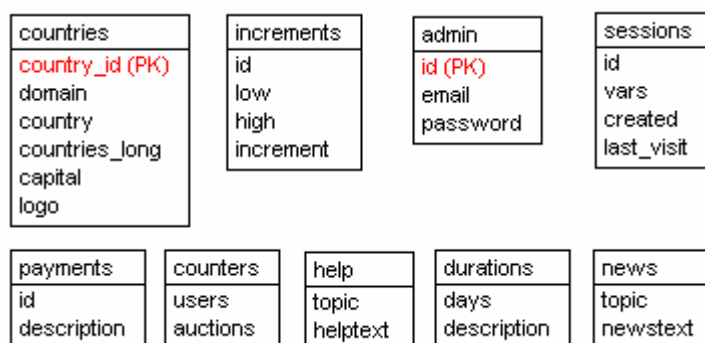 countries
country_id (PK)
domain
country
countries_long
capital
logo
increments
id
low
high
increment
admin
id (PK)
email
password
sessions
id
vars
created
last_visit
payments
id
description
counters
users
auctions
help
topic
helptext
durations
days
description
news
topic
newstext